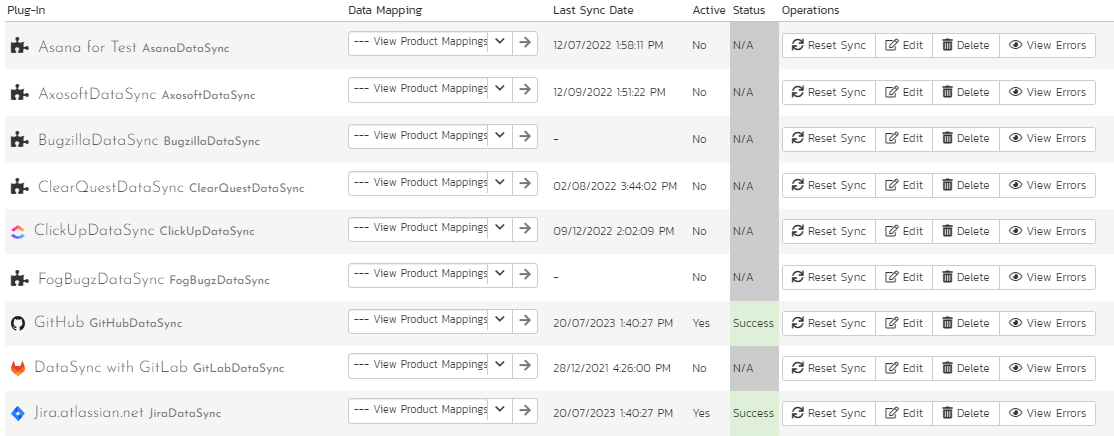 Plug-In Data Mapping Last Sync Date Active Status Operations
Asana for Test AsanaDataSync --- View Product Mappings 12/07/2022 1:58:11 PM No N/A Reset Sync Edit Delete View Errors
AxosoftDataSync AxosoftDataSync --- View Product Mappings 12/09/2022 1:51:22 PM No N/A Reset Sync Edit Delete View Errors
BugzillaDataSync BugzillaDataSync --- View Product Mappings - No N/A Reset Sync Edit Delete View Errors
ClearQuestDataSync ClearQuestDataSync --- View Product Mappings 02/08/2022 3:44:02 PM No N/A Reset Sync Edit Delete View Errors
ClickUpDataSync ClickUpDataSync --- View Product Mappings 09/12/2022 2:02:09 PM No N/A Reset Sync Edit Delete View Errors
FogBugzDataSync FogBugzDataSync --- View Product Mappings - No N/A Reset Sync Edit Delete View Errors
GitHub GitHubDataSync --- View Product Mappings 20/07/2023 1:40:27 PM Yes Success Reset Sync Edit Delete View Errors
DataSync with GitLab GitLabDataSync --- View Product Mappings 28/12/2021 4:26:00 PM No N/A Reset Sync Edit Delete View Errors
Jira.atlassian.net JiraDataSync --- View Product Mappings 20/07/2023 1:40:27 PM Yes Success Reset Sync Edit Delete View Errors